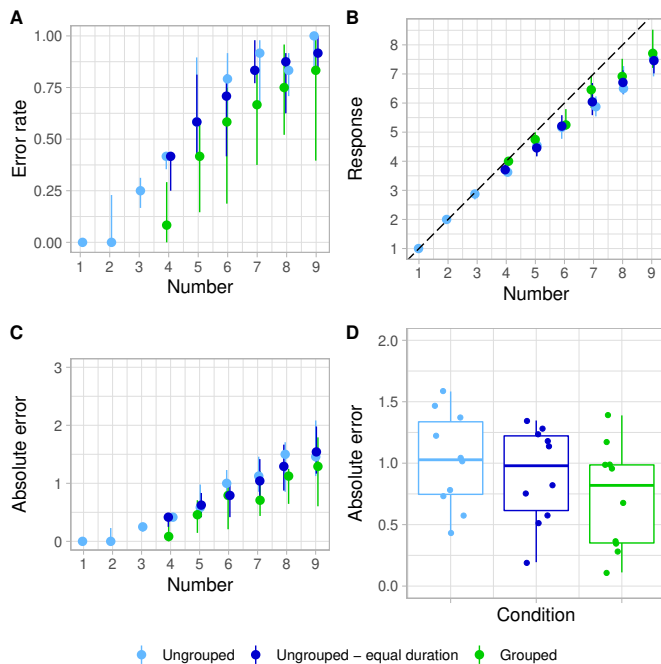 A
1.00
0.75
0.50
0.25
0.00
Error rate
1 2 3 4 5 6 7 8 9
Number
B
8
7
6
5
4
3
2
1
Response
1 2 3 4 5 6 7 8 9
Number
C
3
2
1
0
Absolute error
1 2 3 4 5 6 7 8 9
Number
D
2.0
1.5
1.0
0.5
0.0
Absolute error
Condition
Ungrouped Ungrouped − equal duration Grouped